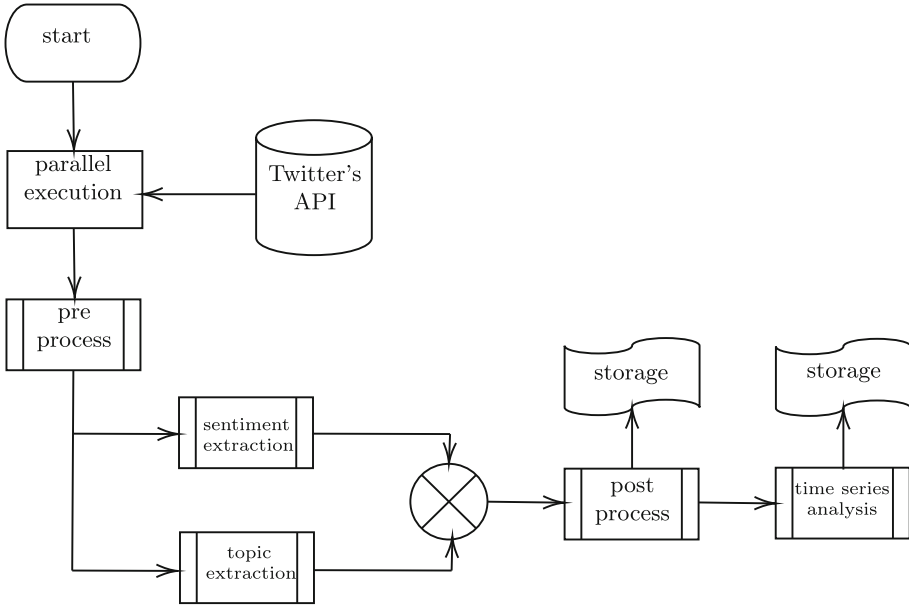 start
parallel
execution
Twitter's
API
pre
process
sentiment
extraction
topic
extraction
storage
post
process
storage
time series
analysis